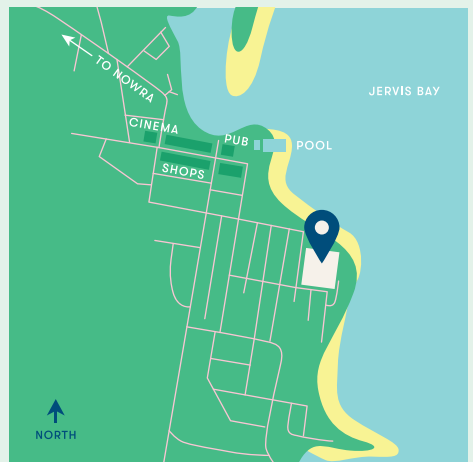 JERVIS BAY
TO NOWRA
CINEMA
PUB
POOL
SHOPS
NORTH